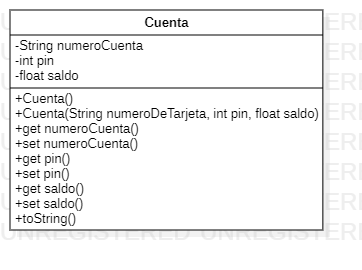 Cuenta
-String numeroCuenta
-int pin
-float saldo
+Cuenta()
+Cuenta(String numeroDeTarjeta, int pin, float saldo)
+get numeroCuenta()
+set numeroCuenta()
+get pin()
+set pin()
+get saldo()
+set saldo()
+toString()
UNREGISTERED UNREGISTERED